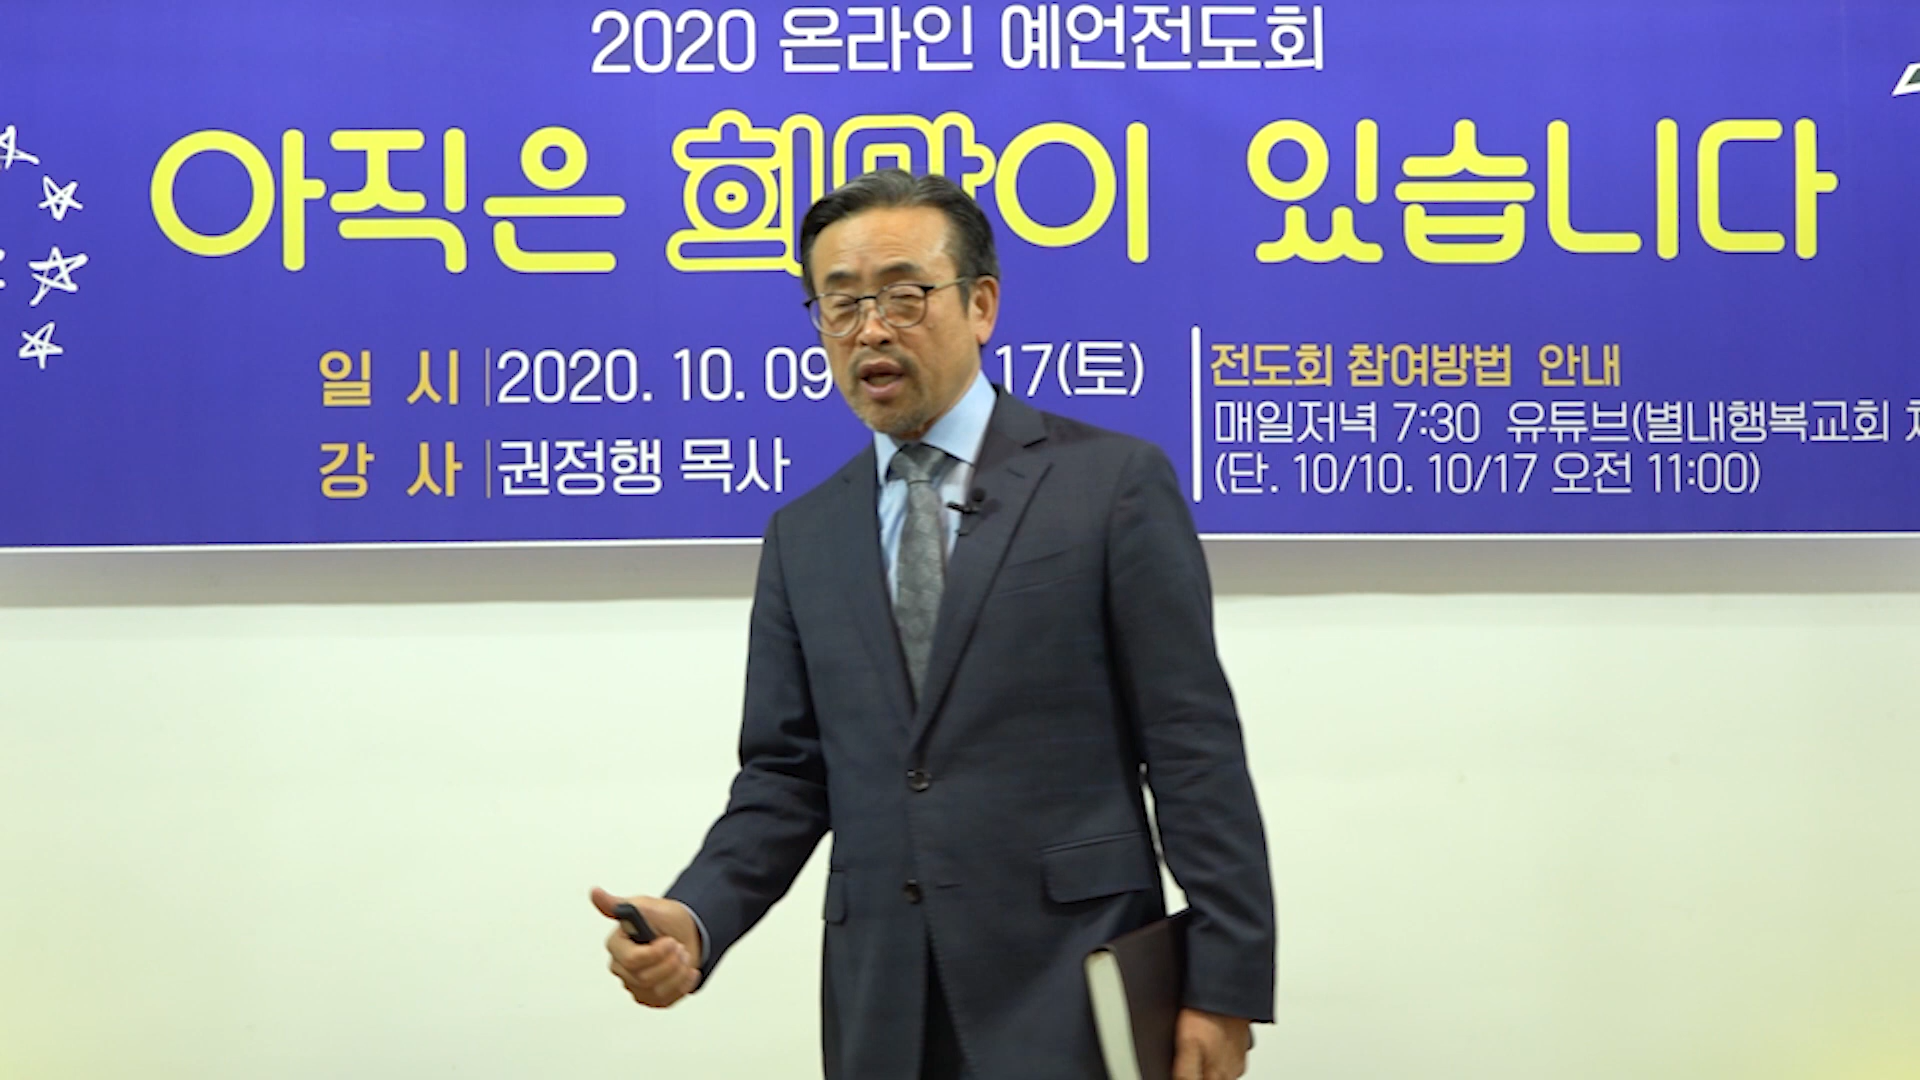 2020 온라인 예언전도회
아직은 희망이 있습니다
일 시 2020. 10. 09 17(토)
강 사 권정행 목사
전도회 참여방법 안내
매일저녁 7:30 유튜브(별내행복교회
(단. 10/10. 10/17 오전 11:00)